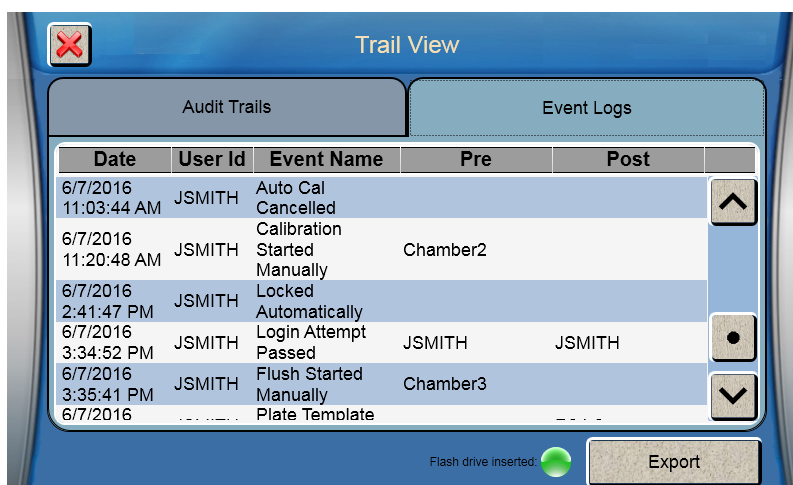 Trail View
Audit Trails
Event Logs
Date User Id Event Name Pre Post
6/7/2016
11:03:44 AM
JSMITH
Auto Cal
Cancelled
6/7/2016
11:20:48 AM
JSMITH
Calibration
Started
Manually
Chamber2
6/7/2016
2:41:47 PM
JSMITH
Locked
Automatically
6/7/2016
3:34:52 PM
JSMITH
Login Attempt
Passed
JSMITH
JSMITH
6/7/2016
3:35:41 PM
JSMITH
Flush Started
Manually
Chamber3
6/7/2016
Plate Template
Flash drive inserted:
Export